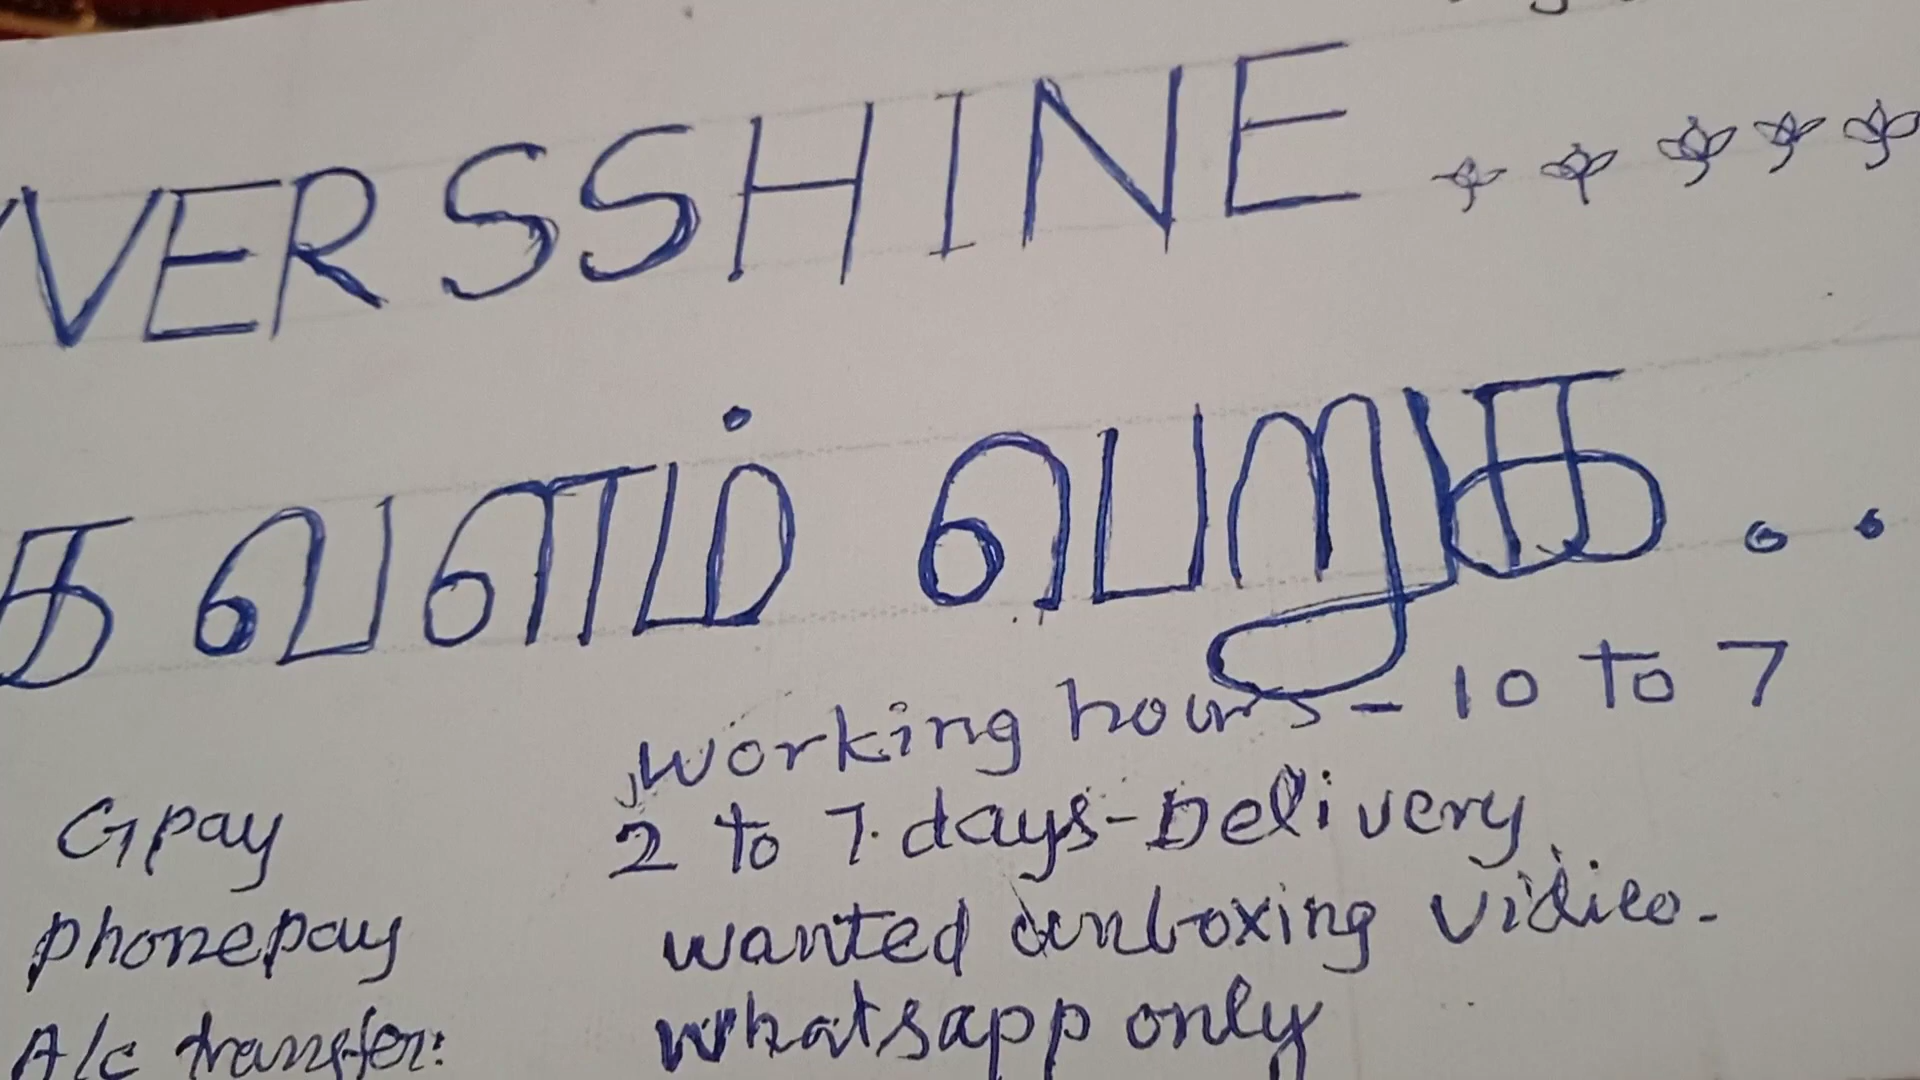 VERSSHINE
க வளம் பெறுக..
working hours - 10 to 7
Gpay 2 to 7 days - Delivery
phonepay wanted unboxing vidieo.
A/c transfer: whatsapp only